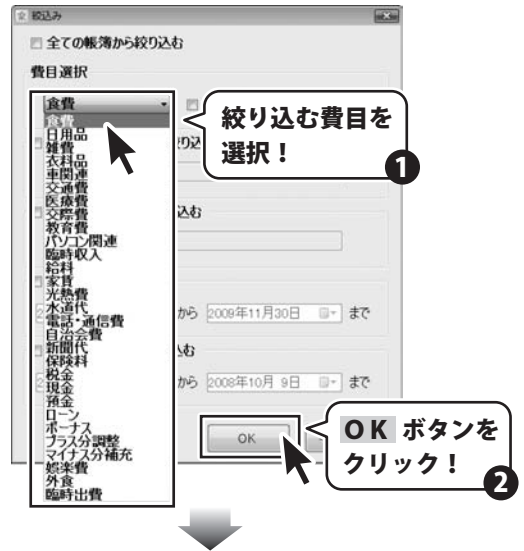 絞込み
全ての帳簿から絞り込む
費目選択
食費
食費
日用品
雑費
衣料品
車関連
交通費
医療費
交際費
教育費
パソコン関連
臨時収入
給料
家賃
光熱費
水道代
電話・通信費
自治会費
新聞代
保険料
税金
現金
預金
ローン
ボーナス
プラス分調整
マイナス分補充
娯楽費
外食
臨時出費
絞り込む費目を
選択！
1
り込
込む
から 2009年11月30日 まで
込む
から 2008年10月 9日 まで
OK
OK ボタンを
クリック！
2